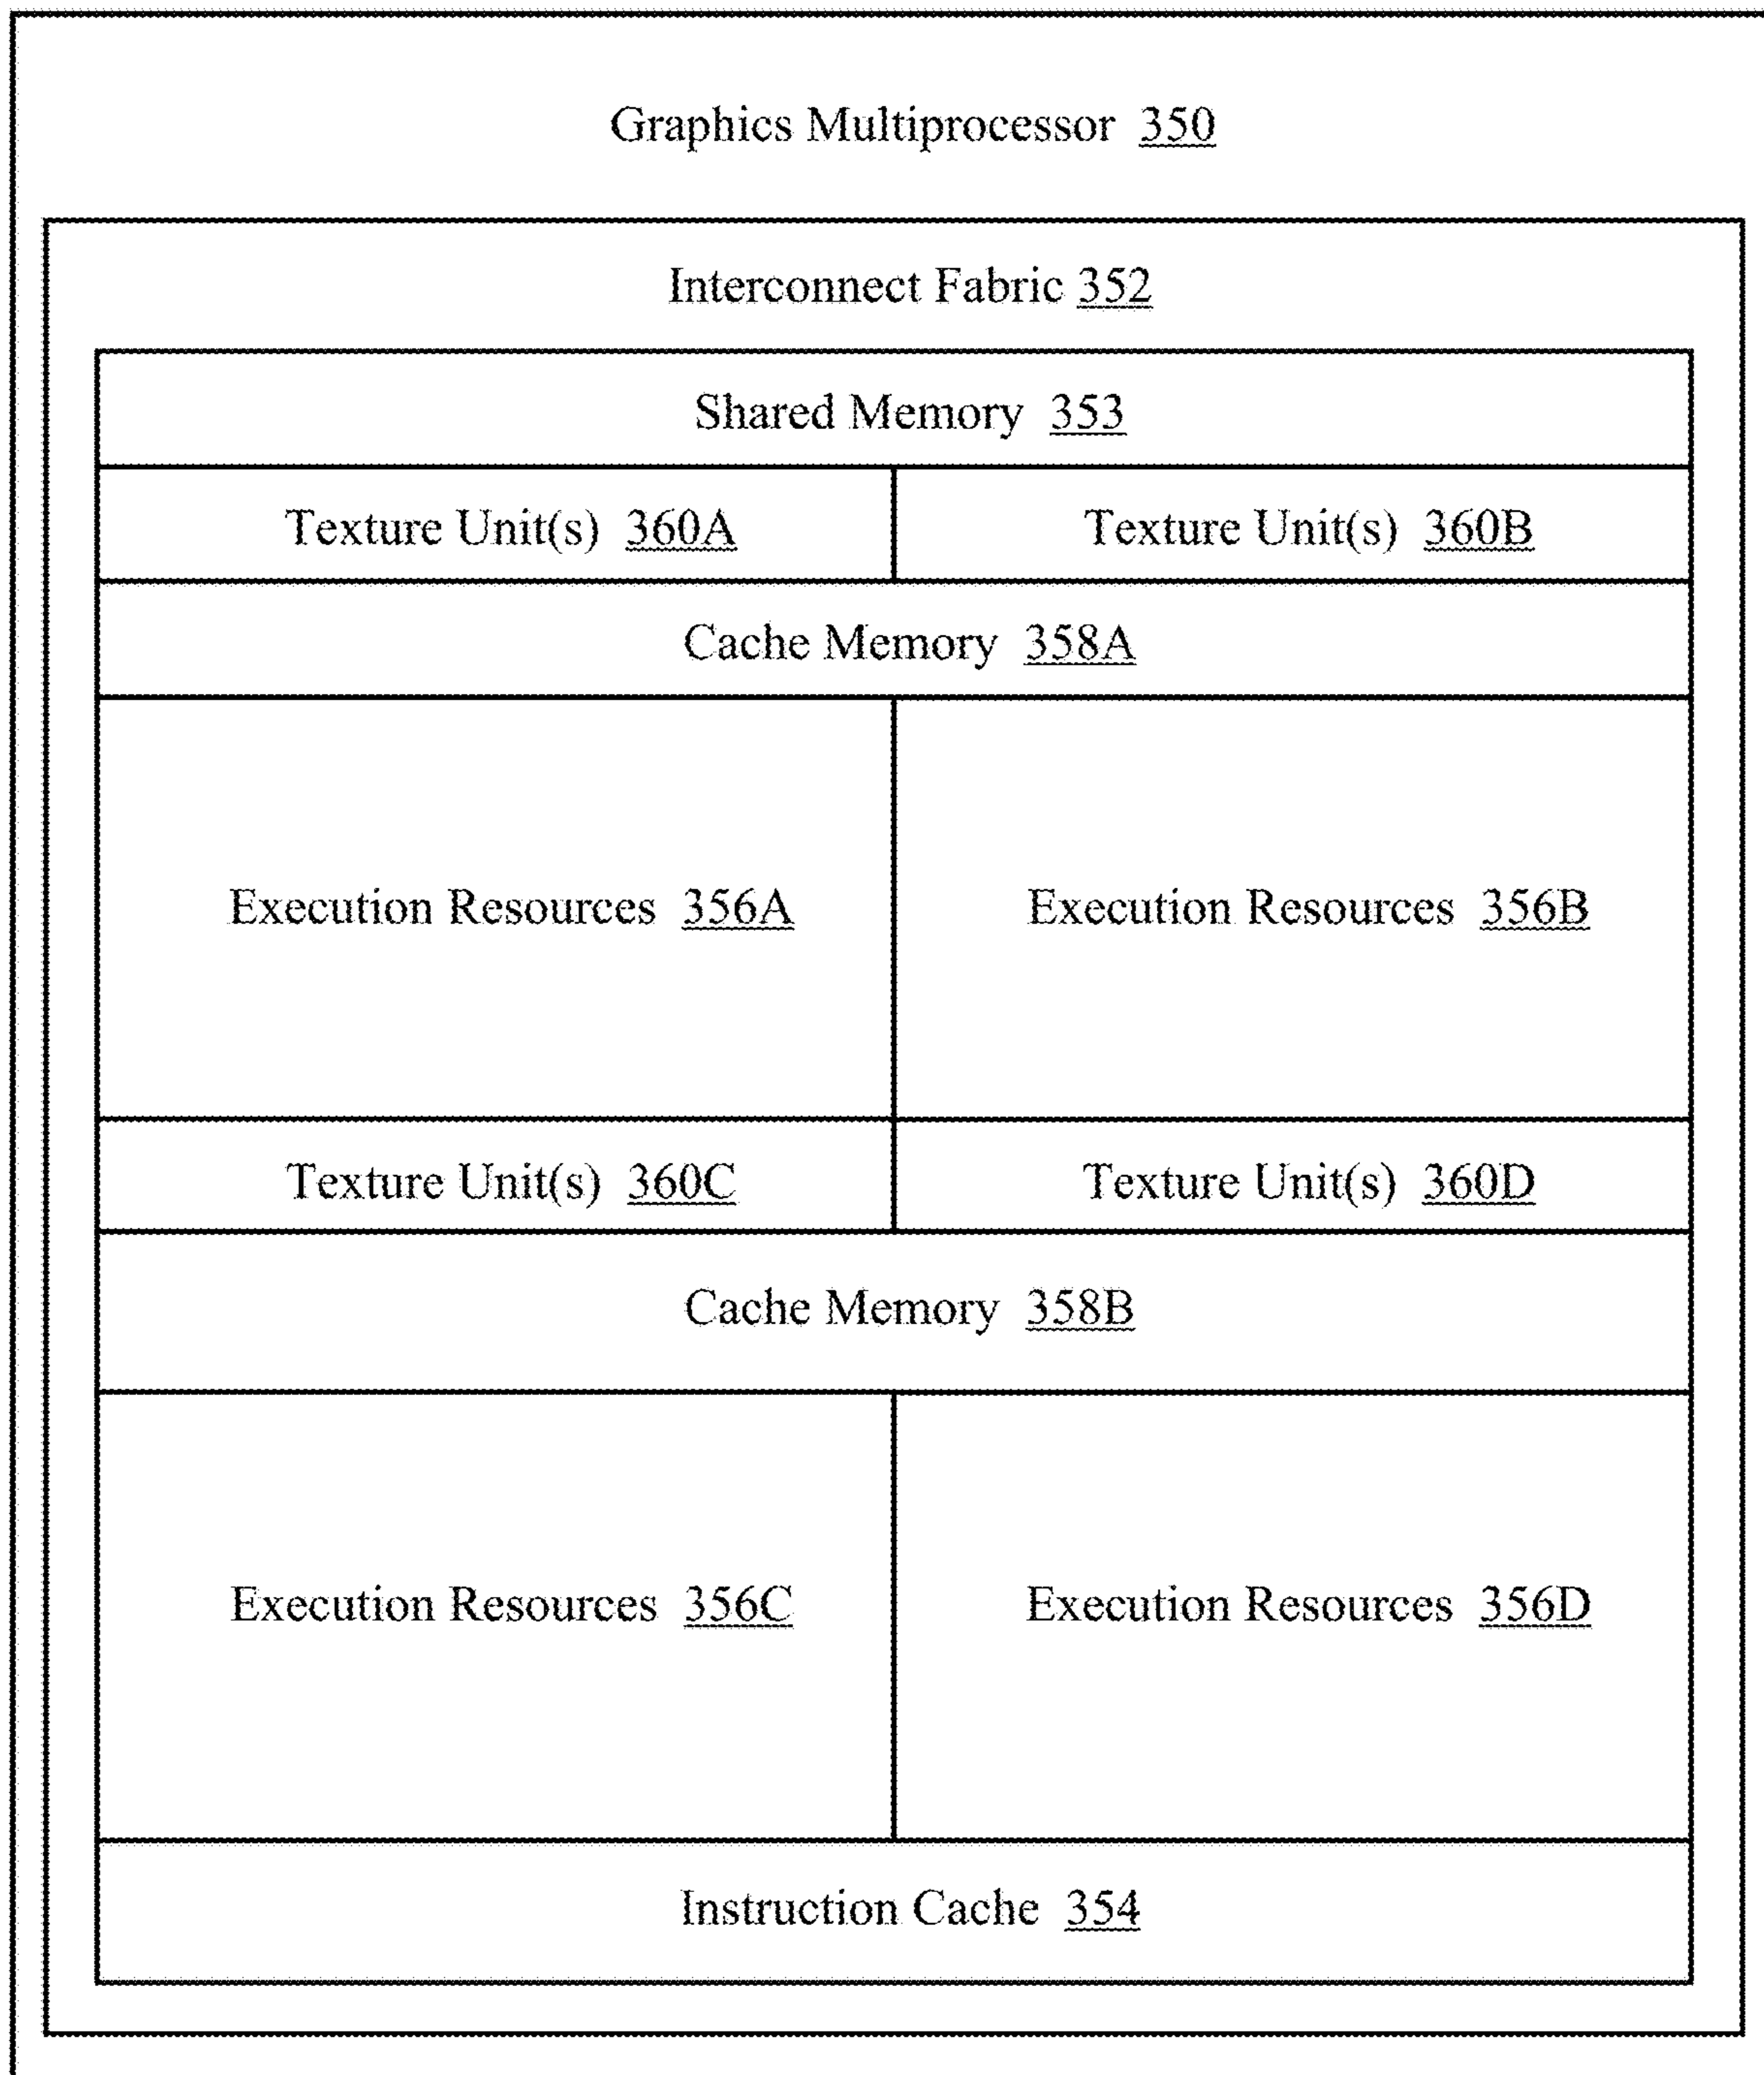 Graphics Multiprocessor 350
Interconnect Fabric 352
Shared Memory 353
Texture Unit(s) 360A
Texture Unit(s) 360B
Cache Memory 358A
Execution Resources 356A
Execution Resources 356B
Texture Unit(s) 360C
Texture Unit(s) 360D
Cache Memory 358B
Execution Resources 356C
Execution Resources 356D
Instruction Cache 354